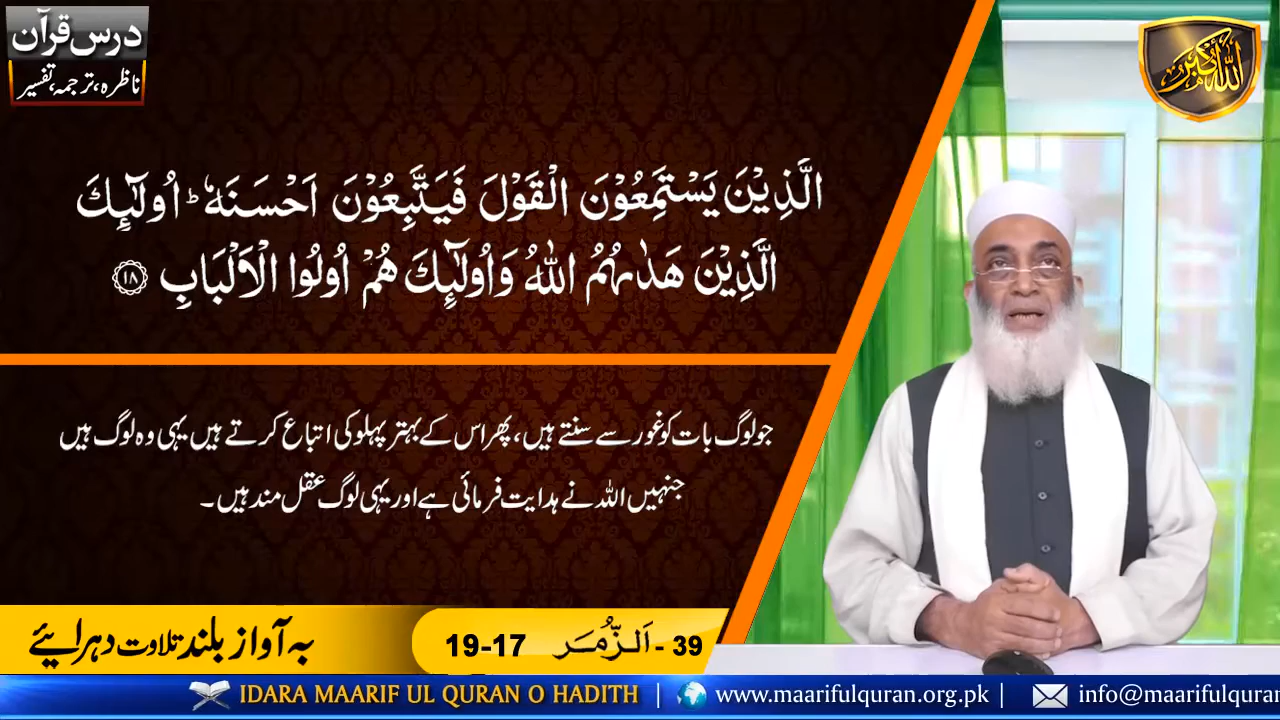 درس قرآن
ناظرہ، ترجمہ، تفسیر
اللہ اکبر
الَّذِیْنَ یَسْتَمِعُوْنَ الْقَوْلَ فَیَتَّبِعُوْنَ اَحْسَنَهٗ ؕ اُولٰٓئِكَ
الَّذِیْنَ هَدٰىهُمُ اللّٰهُ وَاُولٰٓئِكَ هُمْ اُولُوا الْاَلْبَابِ ۱۸
جو لوگ بات کو غور سے سنتے ہیں، پھر اس کے بہتر پہلو کی اتباع کرتے ہیں یہی وہ لوگ ہیں
جنہیں اللہ نے ہدایت فرمائی ہے اور یہی لوگ عقل مند ہیں۔
39 - اَلزُّمَر 17-19
بہ آواز بلند تلاوت دہرائیے
IDARA MAARIF UL QURAN O HADITH | www.maarifulquran.org.pk | info@maarifulquran